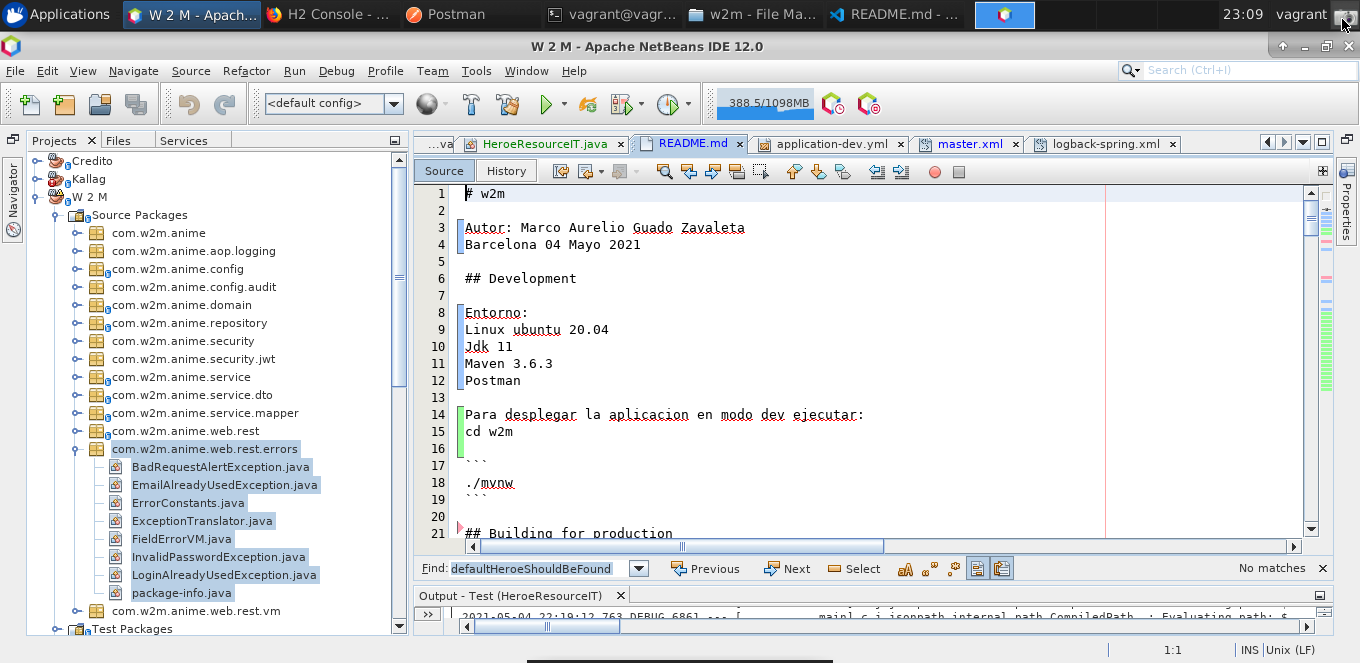 Applications W 2 M - Apach... H2 Console - ... Postman vagrant@vagr... w2m - File Ma... README.md - ... 23:09 vagrant
W 2 M - Apache NetBeans IDE 12.0
File Edit View Navigate Source Refactor Run Debug Profile Team Tools Window Help Search (Ctrl+I)
<default config> 388.5/1098MB
Projects Files Services
Navigator
Credito
Kallag
W 2 M
Source Packages
com.w2m.anime
com.w2m.anime.aop.logging
com.w2m.anime.config
com.w2m.anime.config.audit
com.w2m.anime.domain
com.w2m.anime.repository
com.w2m.anime.security
com.w2m.anime.security.jwt
com.w2m.anime.service
com.w2m.anime.service.dto
com.w2m.anime.service.mapper
com.w2m.anime.web.rest
com.w2m.anime.web.rest.errors
BadRequestAlertException.java
EmailAlreadyUsedException.java
ErrorConstants.java
ExceptionTranslator.java
FieldErrorVM.java
InvalidPasswordException.java
LoginAlreadyUsedException.java
package-info.java
com.w2m.anime.web.rest.vm
Test Packages
...va HeroeResourceIT.java README.md application-dev.yml master.xml logback-spring.xml
Source History
Properties
1 # w2m
2
3 Autor: Marco Aurelio Guado Zavaleta
4 Barcelona 04 Mayo 2021
5
6 ## Development
7
8 Entorno:
9 Linux ubuntu 20.04
10 Jdk 11
11 Maven 3.6.3
12 Postman
13
14 Para desplegar la aplicacion en modo dev ejecutar:
15 cd w2m
16
17 ```
18 ./mvnw
19 ```
20
21 ## Building for production
Find: defaultHeroeShouldBeFound Previous Next Select No matches
Output - Test (HeroeResourceIT)
2021-05-04 22:19:12.763 DEBUG 6861 --- [ main] c.j.jsonpath.internal.path.CompiledPath : Evaluating path: $
1:1 INS Unix (LF)